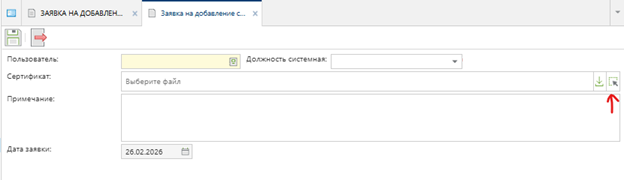 ЗАЯВКА НА ДОБАВЛЕН... Заявка на добавление с...
Пользователь: Должность системная:
Сертификат: Выберите файл
Примечание:
Дата заявки: 26.02.2026